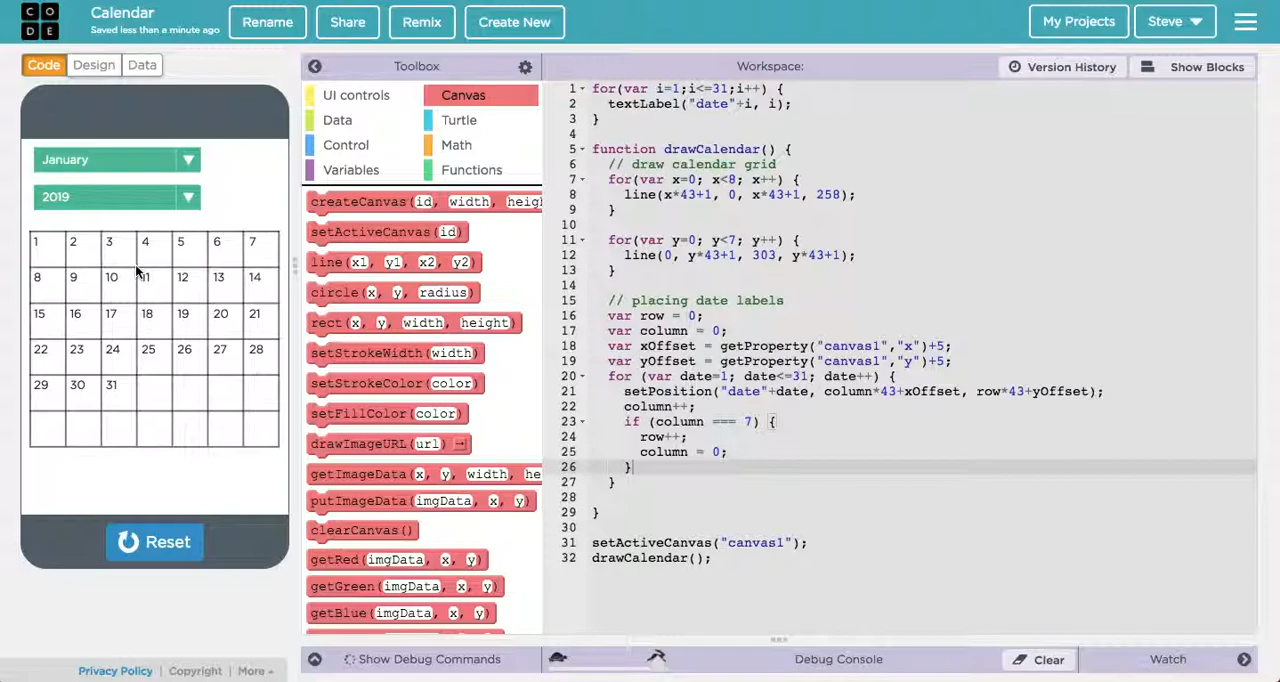 C O
D E
Calendar
Saved less than a minute ago
Rename
Share
Remix
Create New
My Projects
Steve
Code
Design
Data
Toolbox
Workspace:
Version History
Show Blocks
January
2019
1 2 3 4 5 6 7
8 9 10 11 12 13 14
15 16 17 18 19 20 21
22 23 24 25 26 27 28
29 30 31
Reset
UI controls
Canvas
Data
Turtle
Control
Math
Variables
Functions
createCanvas(id, width, heig
setActiveCanvas(id)
line(x1, y1, x2, y2)
circle(x, y, radius)
rect(x, y, width, height)
setStrokeWidth(width)
setStrokeColor(color)
setFillColor(color)
drawImageURL(url)
getImageData(x, y, width, he
putImageData(imgData, x, y)
clearCanvas()
getRed(imgData, x, y)
getGreen(imgData, x, y)
getBlue(imgData, x, y)
1 for(var i=1;i<=31;i++) {
2 textLabel("date"+i, i);
3 }
4
5 function drawCalendar() {
6 // draw calendar grid
7 for(var x=0; x<8; x++) {
8 line(x*43+1, 0, x*43+1, 258);
9 }
10
11 for(var y=0; y<7; y++) {
12 line(0, y*43+1, 303, y*43+1);
13 }
14
15 // placing date labels
16 var row = 0;
17 var column = 0;
18 var xOffset = getProperty("canvas1","x")+5;
19 var yOffset = getProperty("canvas1","y")+5;
20 for (var date=1; date<=31; date++) {
21 setPosition("date"+date, column*43+xOffset, row*43+yOffset);
22 column++;
23 if (column === 7) {
24 row++;
25 column = 0;
26 }
27 }
28
29 }
30
31 setActiveCanvas("canvas1");
32 drawCalendar();
Privacy Policy | Copyright | More
Show Debug Commands
Debug Console
Clear
Watch